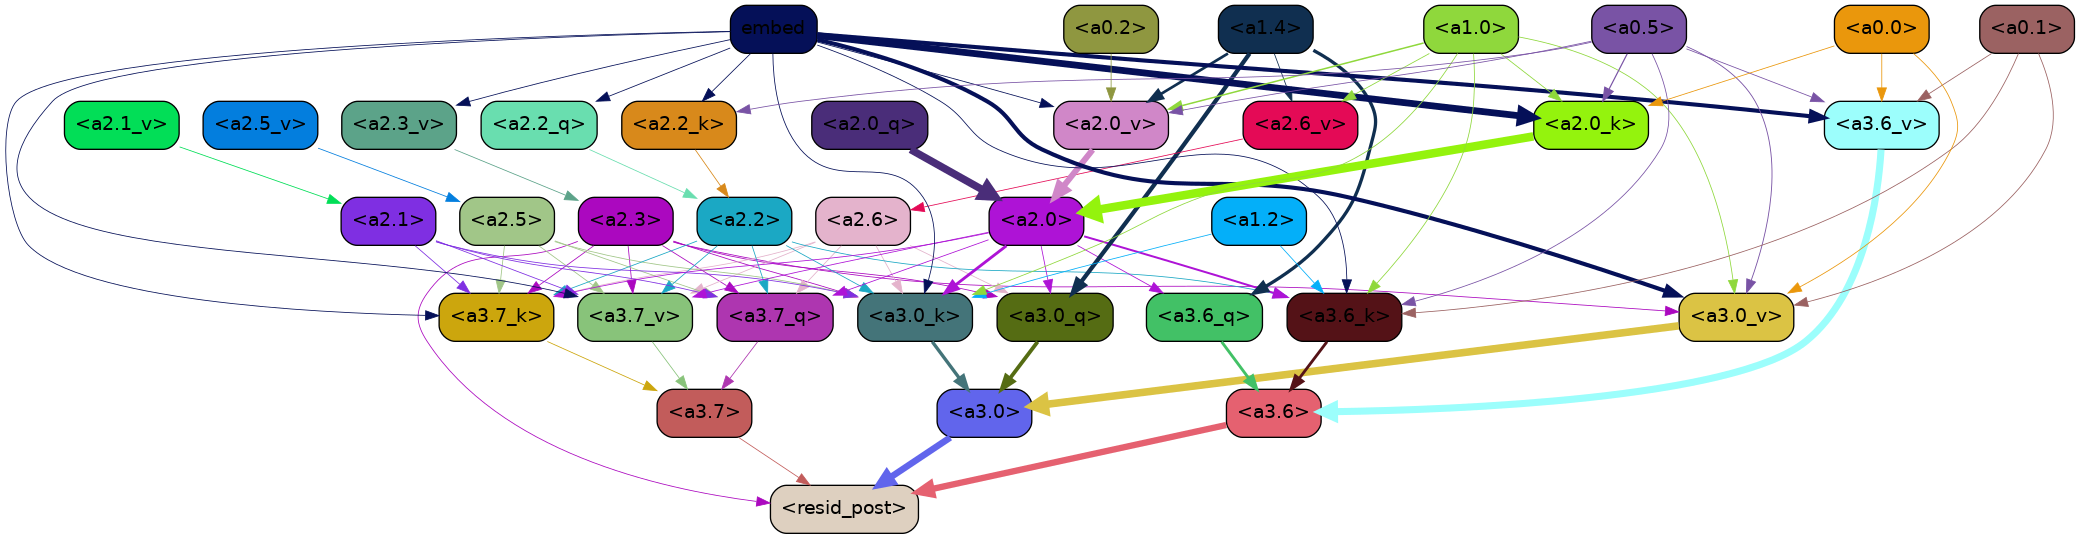 embed <a0.2> <a1.4> <a1.0> <a0.5> <a0.0> <a0.1>
<a2.1_v> <a2.5_v> <a2.3_v> <a2.2_q> <a2.2_k> <a2.0_q> <a2.0_v> <a2.6_v> <a2.0_k> <a3.6_v>
<a2.1> <a2.5> <a2.3> <a2.2> <a2.6> <a2.0> <a1.2>
<a3.7_k> <a3.7_v> <a3.7_q> <a3.0_k> <a3.0_q> <a3.6_q> <a3.6_k> <a3.0_v>
<a3.7> <a3.0> <a3.6>
<resid_post>